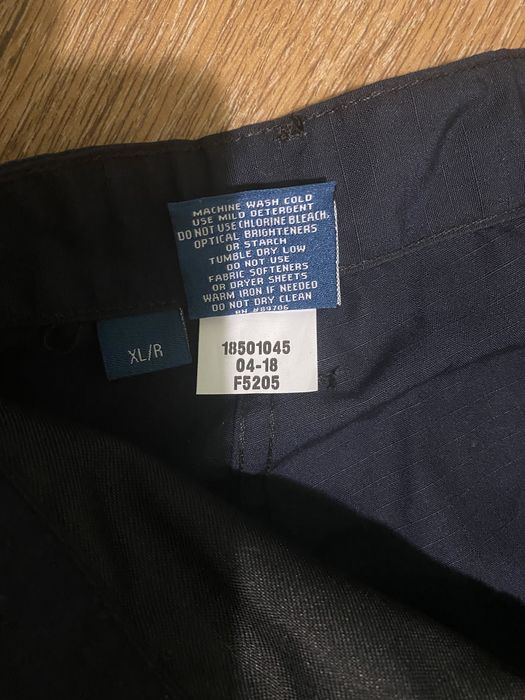 MACHINE WASH COLD
USE MILD DETERGENT
DO NOT USE CHLORINE BLEACH,
OPTICAL BRIGHTENERS
OR STARCH
TUMBLE DRY LOW
DO NOT USE
FABRIC SOFTENERS
OR DRYER SHEETS
WARM IRON IF NEEDED
DO NOT DRY CLEAN
RN #89706
XL/R
18501045
04-18
F5205